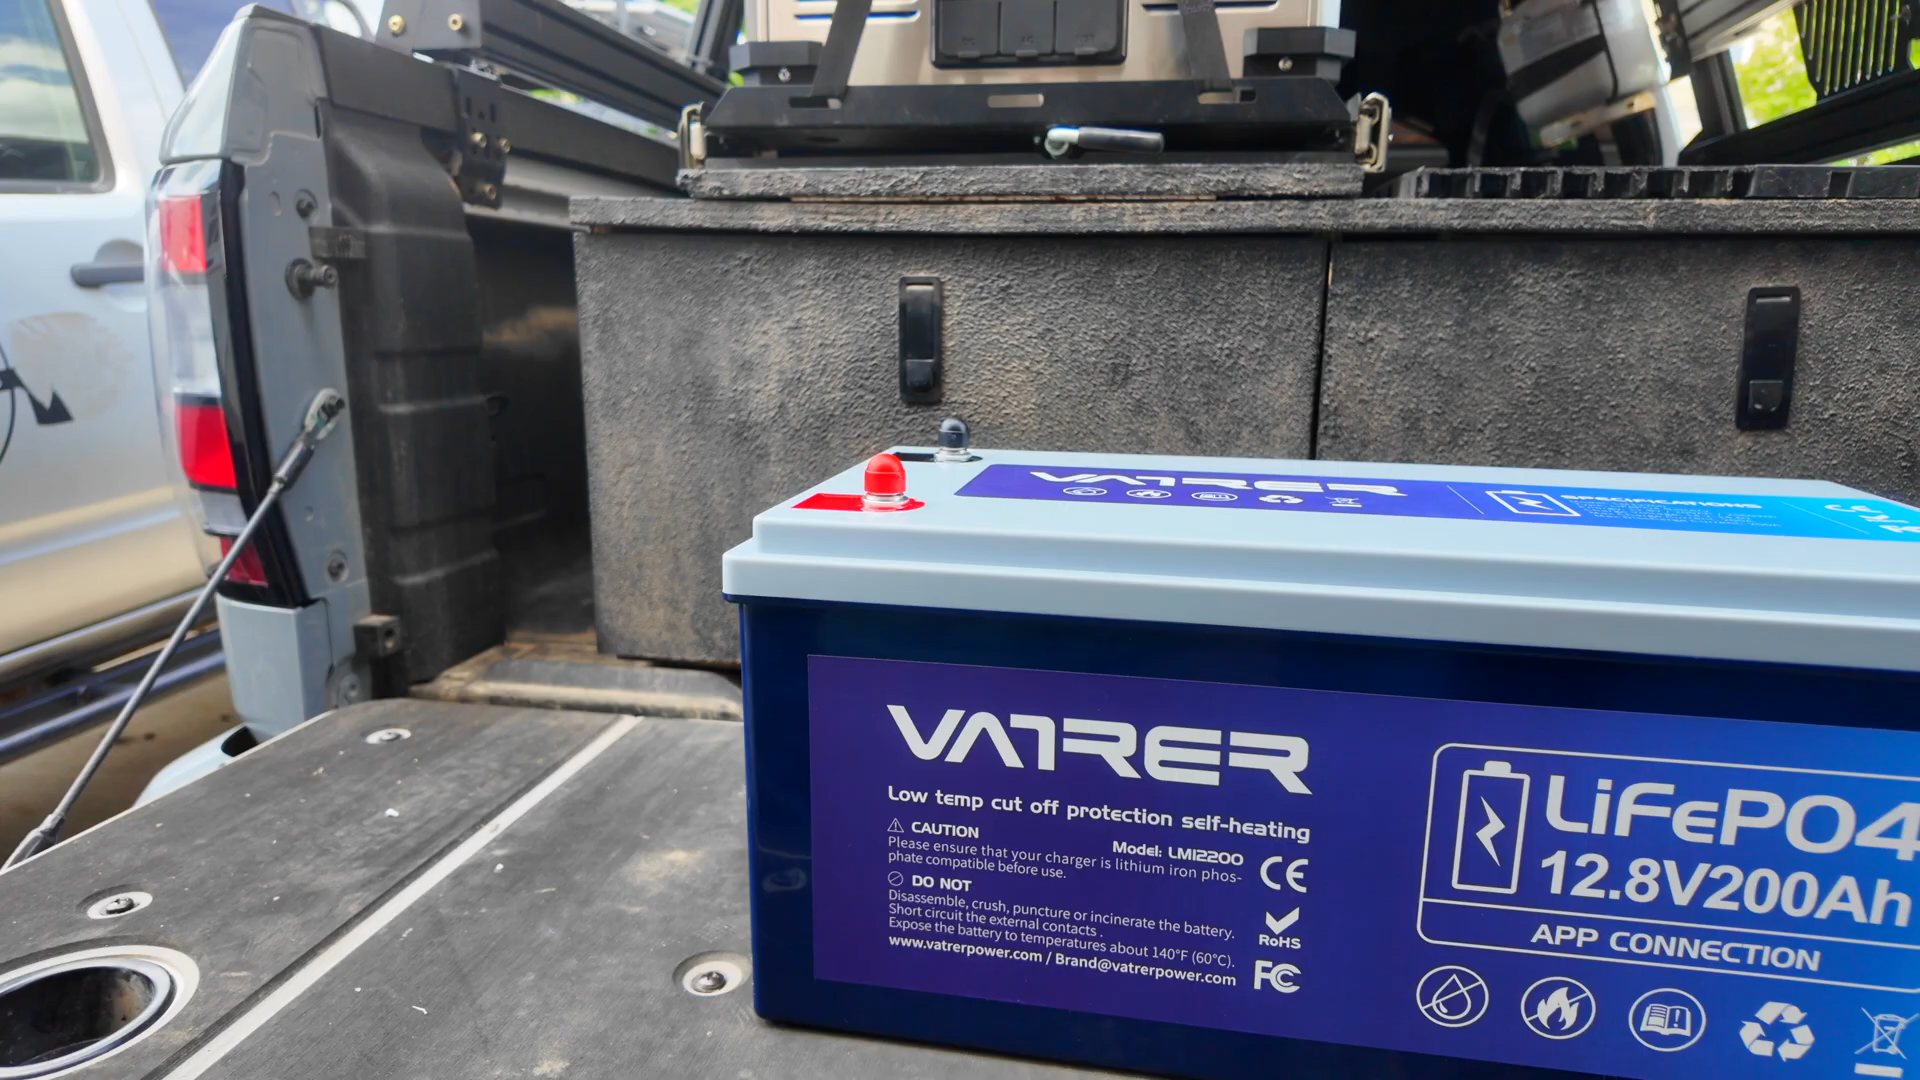 VATRER
SPECIFICATIONS
VATRER
Low temp cut off protection self-heating
CAUTION
Model: LM12200
Please ensure that your charger is lithium iron phos-
phate compatible before use.
CE
DO NOT
Disassemble, crush, puncture or incinerate the battery.
Short circuit the external contacts .
Expose the battery to temperatures about 140°F (60°C).
RoHS
www.vatrerpower.com / Brand@vatrerpower.com
FC
LiFePO4
12.8V200Ah
APP CONNECTION